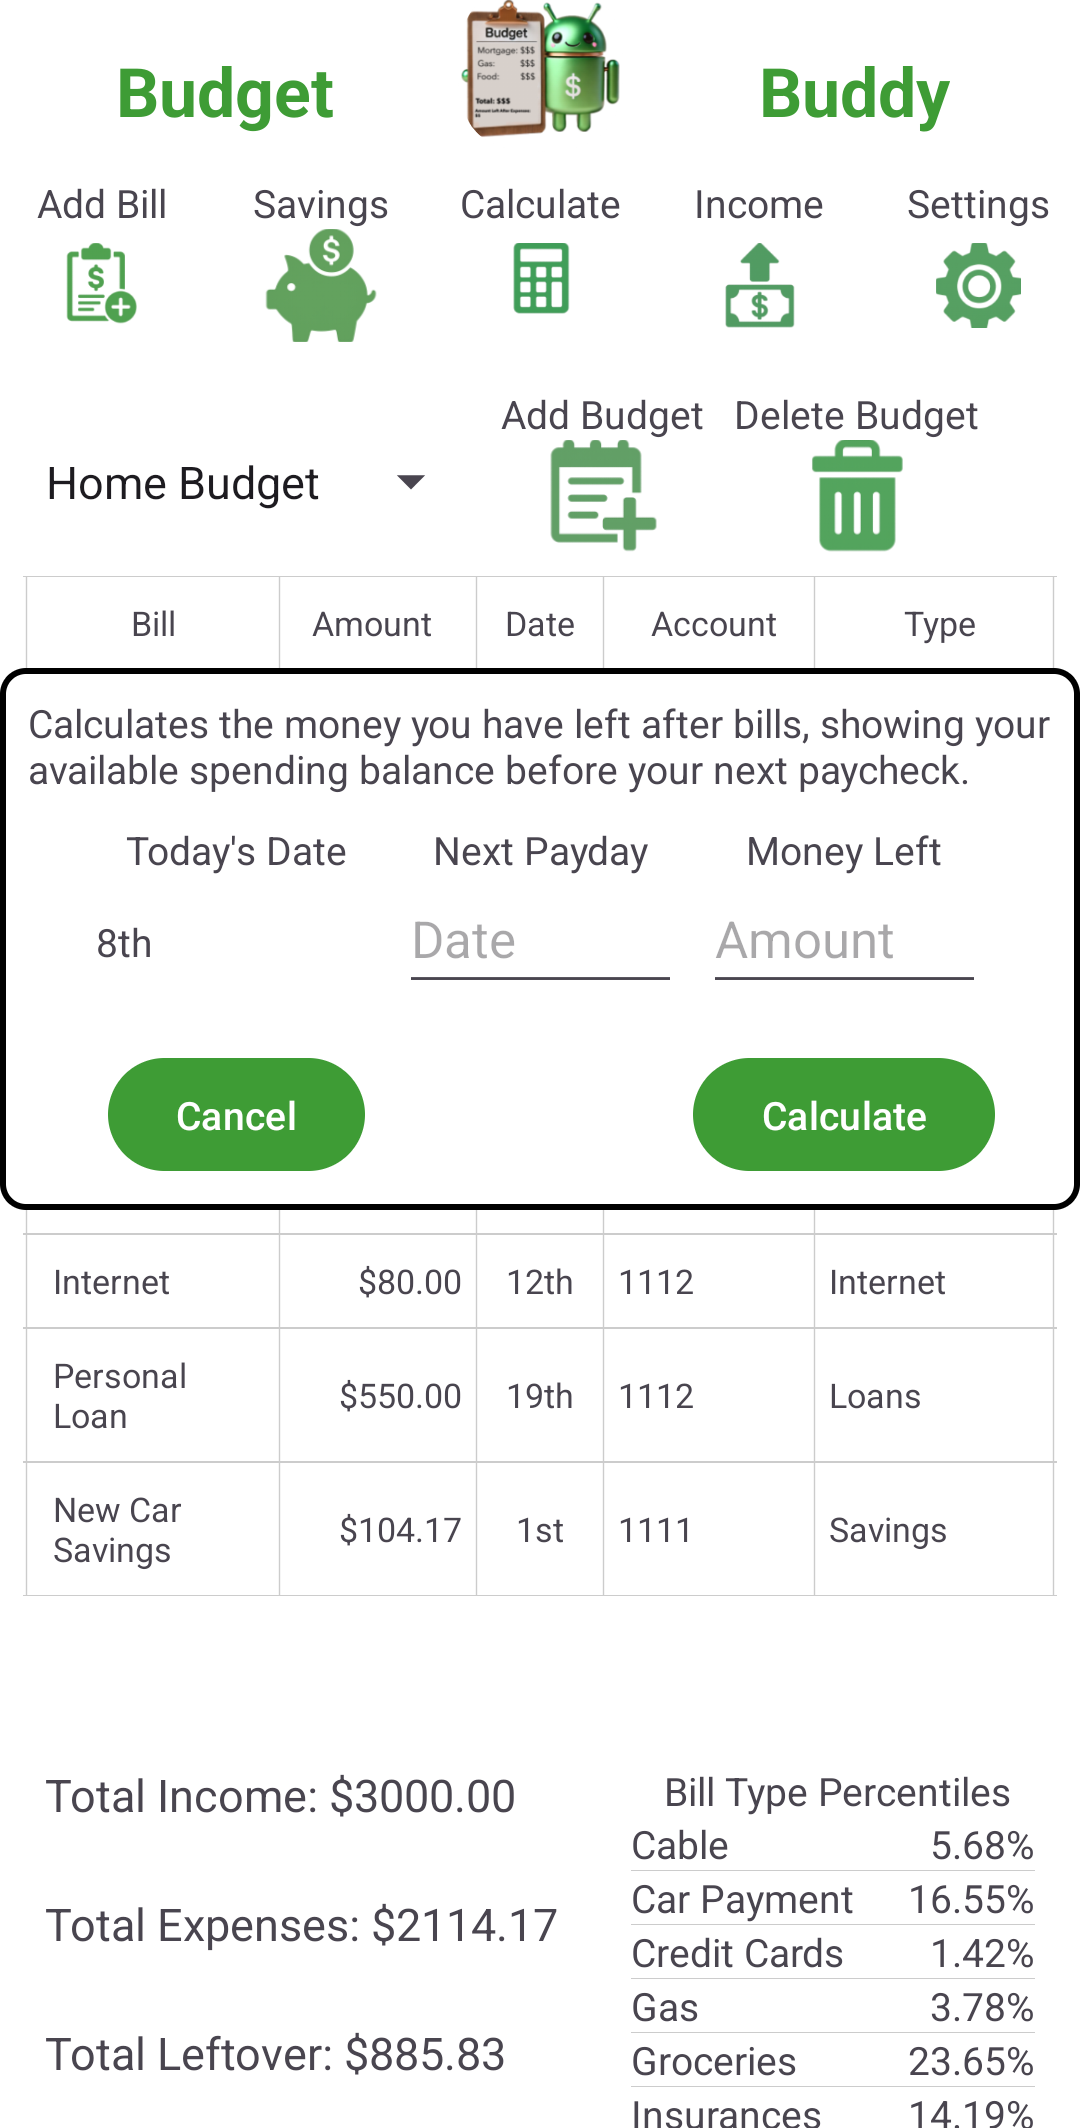 Budget
Budget
Mortgage: $$$
Gas: $$$
Food: $$$
Total: $$$
Amount Left After Expenses:
$$
$
Buddy
Add Bill Savings Calculate Income Settings
$ $ $
Add Budget Delete Budget
Home Budget
Bill Amount Date Account Type
Calculates the money you have left after bills, showing your
available spending balance before your next paycheck.
Today's Date Next Payday Money Left
8th Date Amount
Cancel Calculate
Internet $80.00 12th 1112 Internet
Personal
Loan $550.00 19th 1112 Loans
New Car
Savings $104.17 1st 1111 Savings
Total Income: $3000.00
Total Expenses: $2114.17
Total Leftover: $885.83
Bill Type Percentiles
Cable 5.68%
Car Payment 16.55%
Credit Cards 1.42%
Gas 3.78%
Groceries 23.65%
Insurances 14.19%